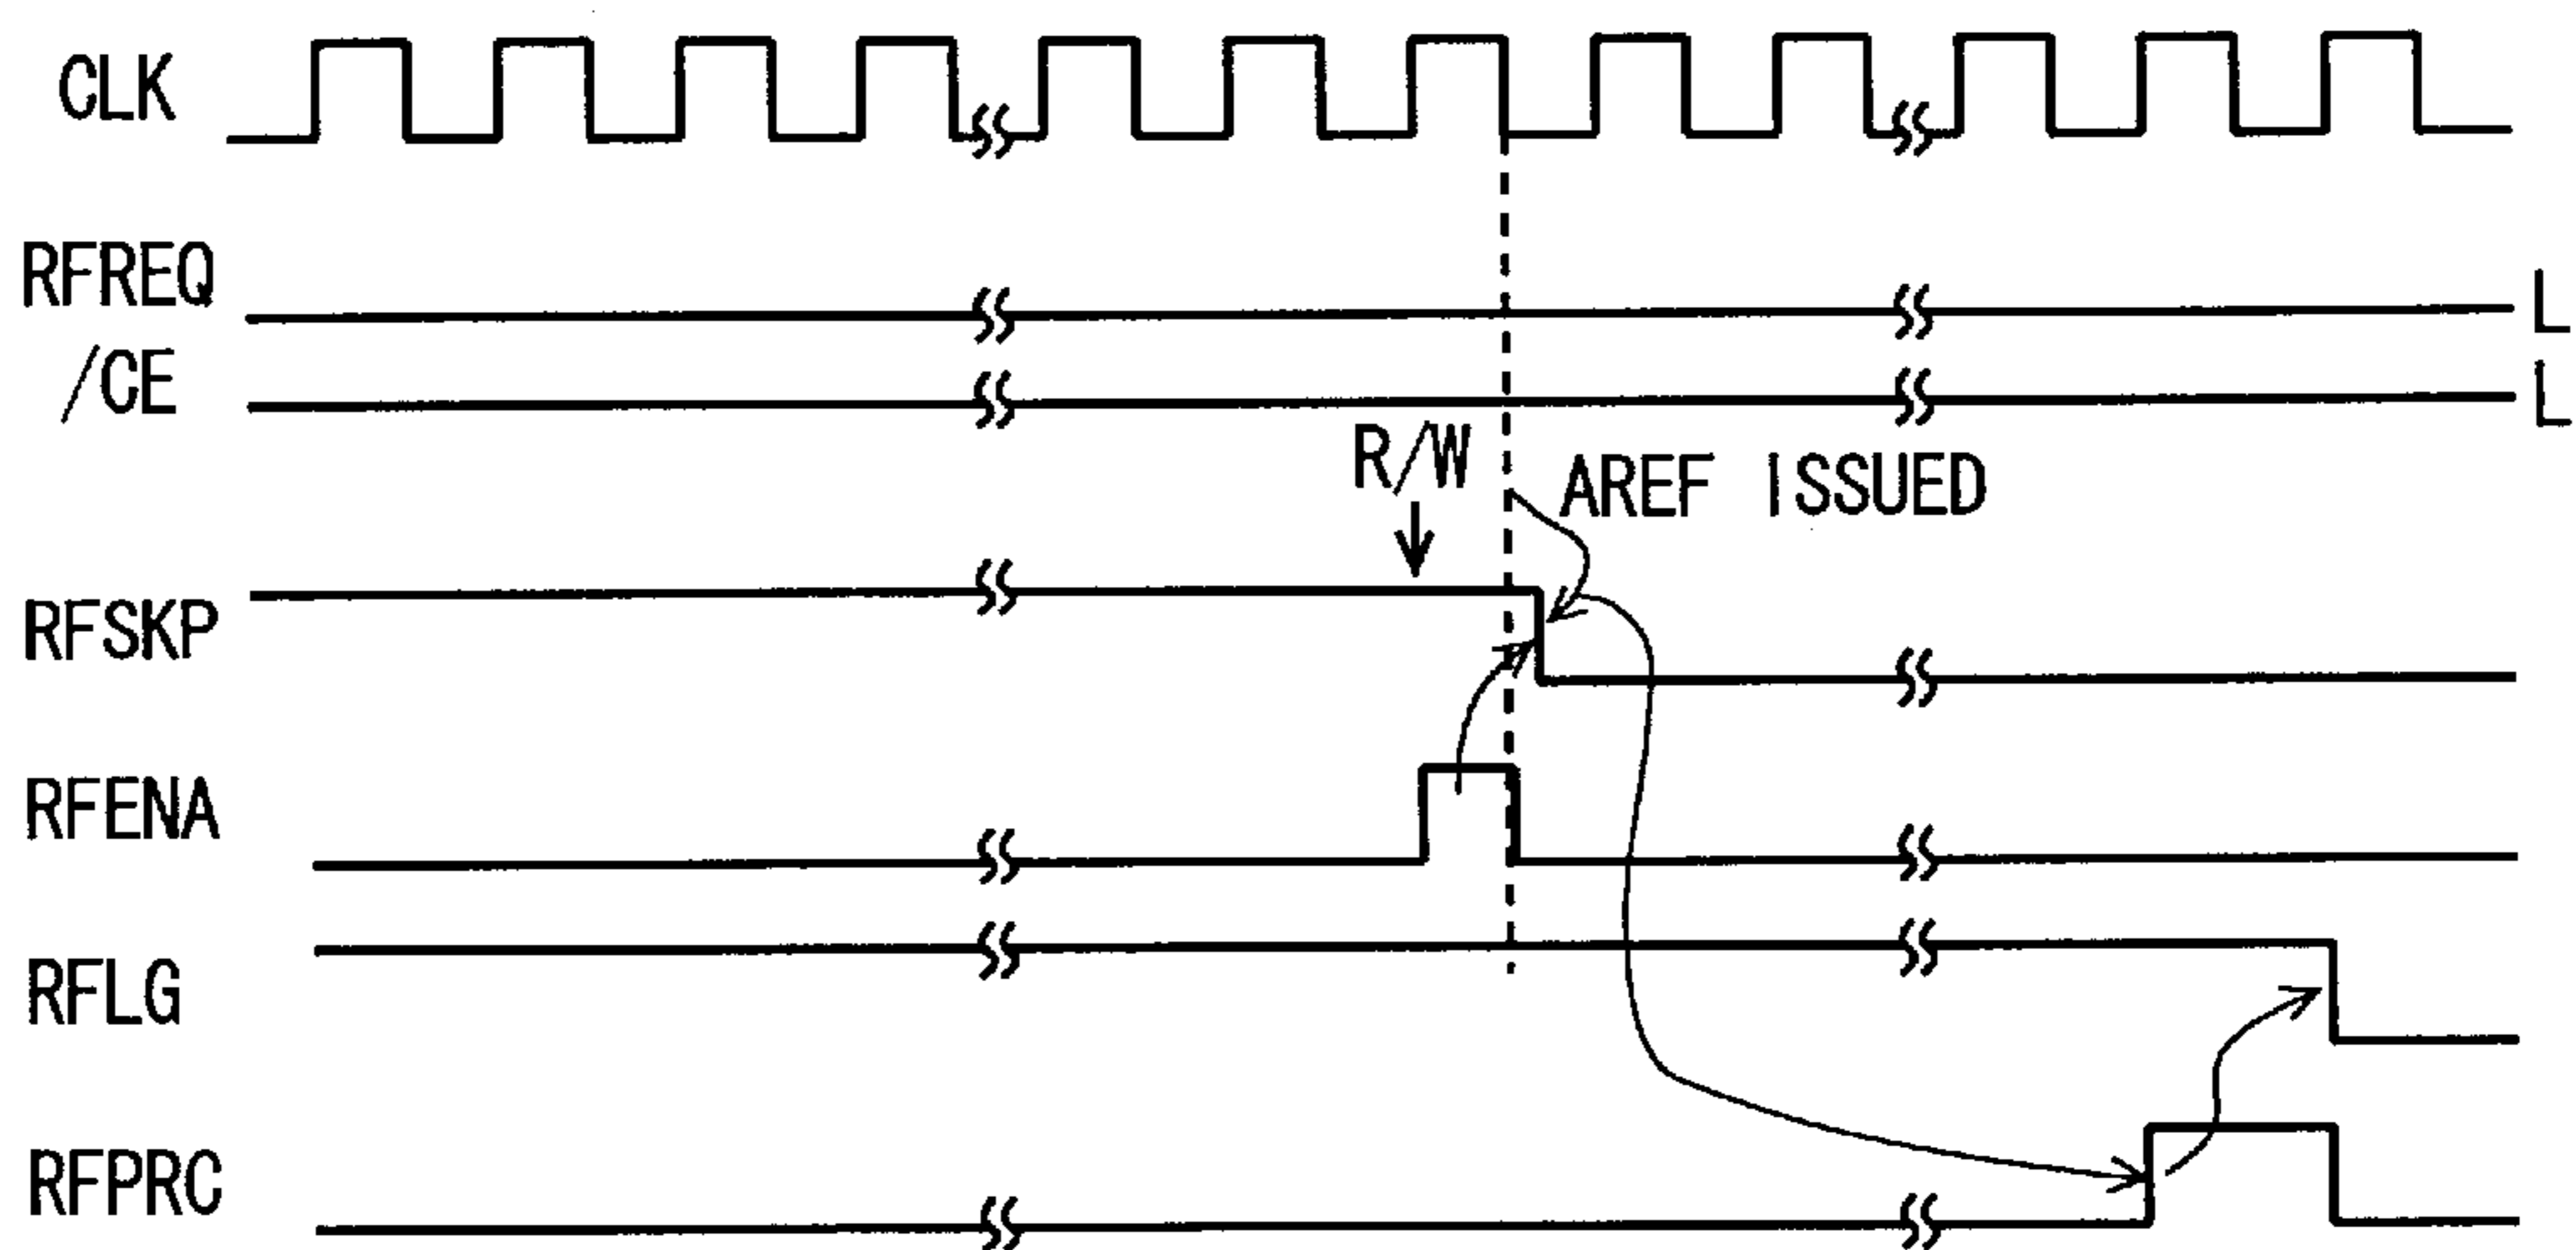 CLK
RFREQ
L
/CE
L
R/W
AREF ISSUED
RFSKP
RFENA
RFLG
RFPRC